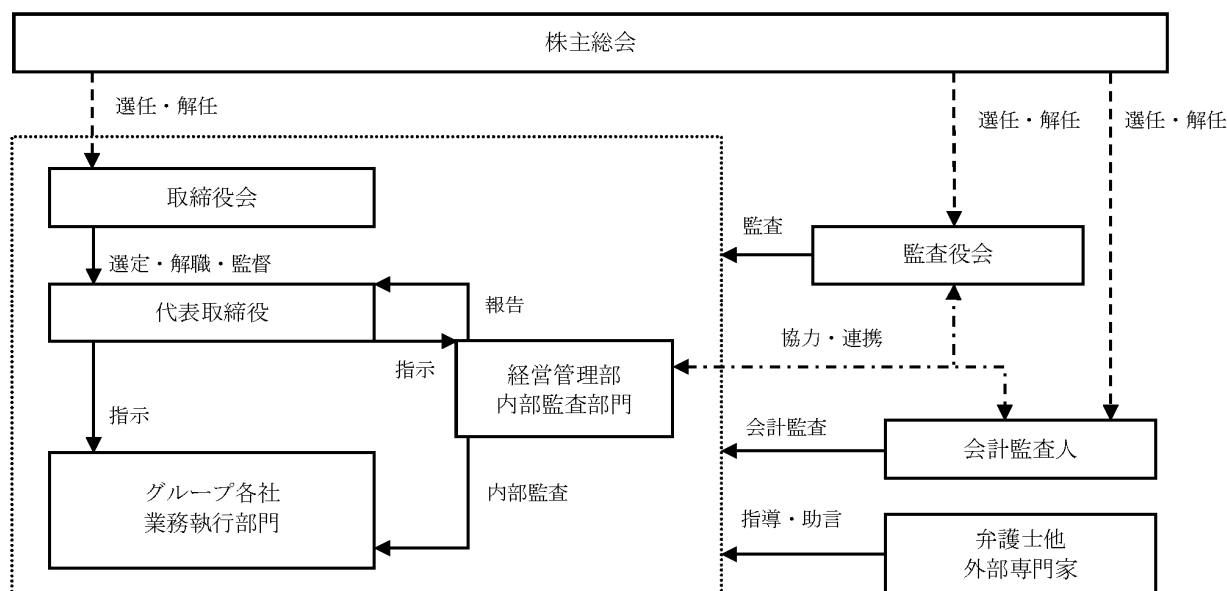 株主総会
選任・解任
選任・解任
選任・解任
取締役会
監査
監査役会
選定・解職・監督
代表取締役
報告
協力・連携
指示
経営管理部
内部監査部門
指示
会計監査
会計監査人
グループ各社
業務執行部門
内部監査
指導・助言
弁護士他
外部専門家